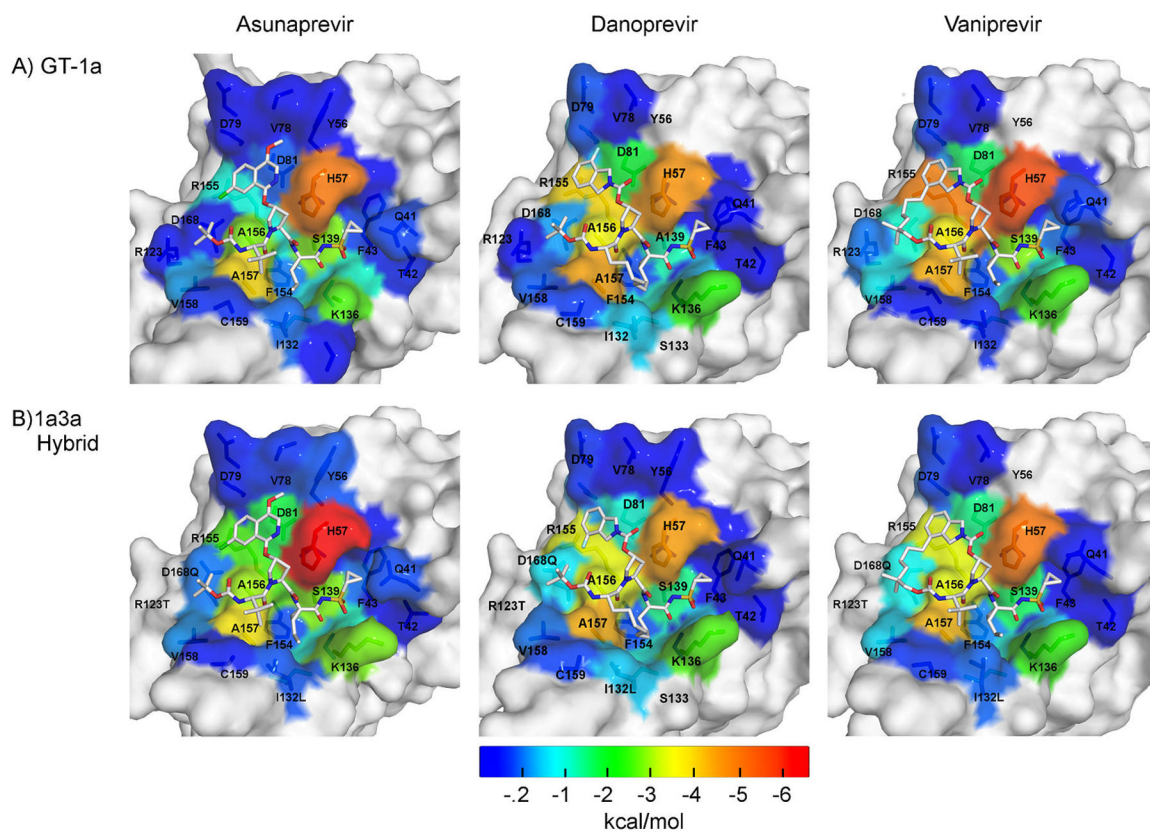 Asunaprevir Danoprevir Vaniprevir
A) GT-1a
D79 V78 Y56
D81
R155 H57
D168 A156 S139 Q41
R123 F43
A157 T42
V158 F154
C159 K136
I132
D79 V78 Y56
D81
R155 H57
D168 A156 Q41
R123 A139 F43
A157 T42
V158 F154
C159 K136
I132 S133
D79 V78 Y56
D81
R155 H57
D168 A156 Q41
R123 S139 F43
A157 T42
V158 F154
C159 K136
I132
B)1a3a
Hybrid
D79 V78 Y56
D81
R155 H57
D168Q A156 Q41
R123T S139 F43
A157 T42
V158 F154
C159 K136
I132L
D79 V78 Y56
D81
R155 H57
D168Q A156 Q41
R123T S139 F43
A157 T42
V158 F154
C159 K136
I132L S133
D79 V78 Y56
D81
R155 H57
D168Q A156 Q41
R123T S139 F43
A157 T42
V158 F154
C159 K136
I132L
-.2 -1 -2 -3 -4 -5 -6
kcal/mol